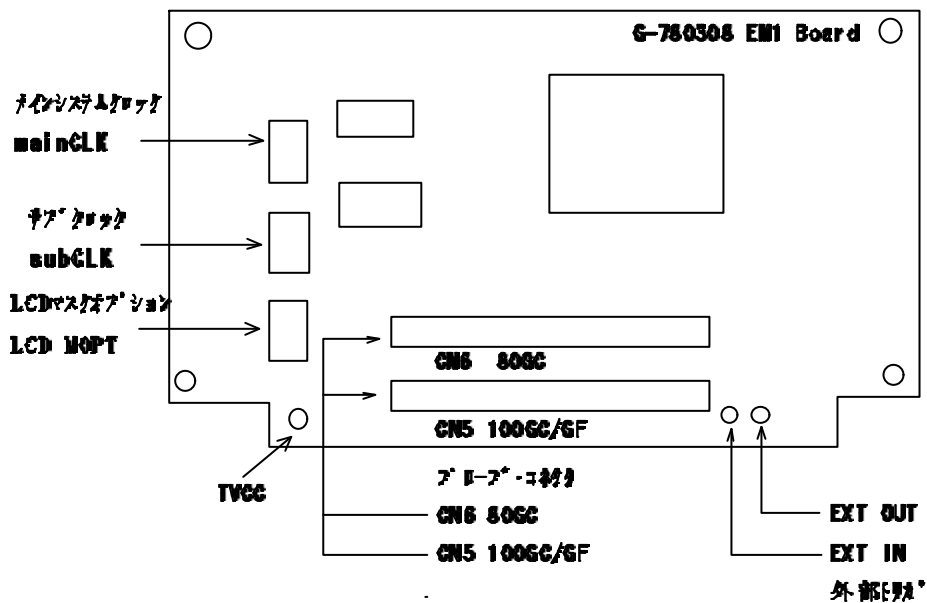 G-780308 EM1 Board
ﾒｲﾝｼｽﾃﾑｸﾛｯｸ
mainCLK
ｻﾌﾞｸﾛｯｸ
subCLK
LCDﾏｽｸｵﾌﾟｼｮﾝ
LCD MOPT
CN6 80GC
CN5 100GC/GF
TVCC
ﾌﾟﾛｰﾌﾞ･ｺﾈｸﾀ
CN6 80GC
CN5 100GC/GF
EXT OUT
EXT IN
外部ﾄﾘｶﾞ